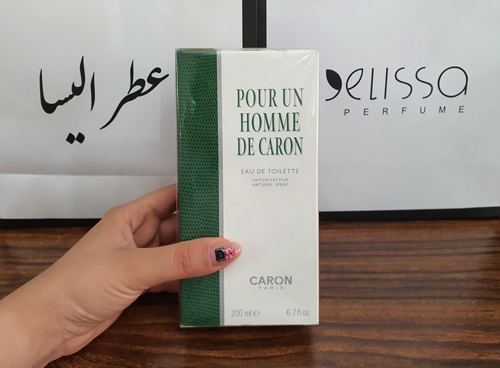 عطر اليسا
elissa
PERFUME
POUR UN
HOMME
DE CARON
EAU DE TOILETTE
VAPORISATEUR
NATURAL SPRAY
CARON
PARIS
200 ml ℮ 6.7 fl.oz.